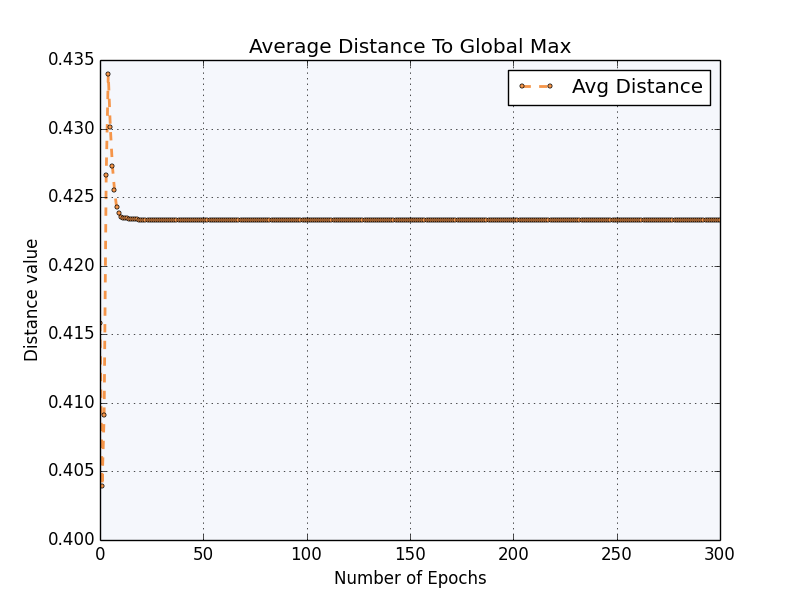 Average Distance To Global Max
Avg Distance
Distance value
0.435
0.430
0.425
0.420
0.415
0.410
0.405
0.400
0 50 100 150 200 250 300
Number of Epochs